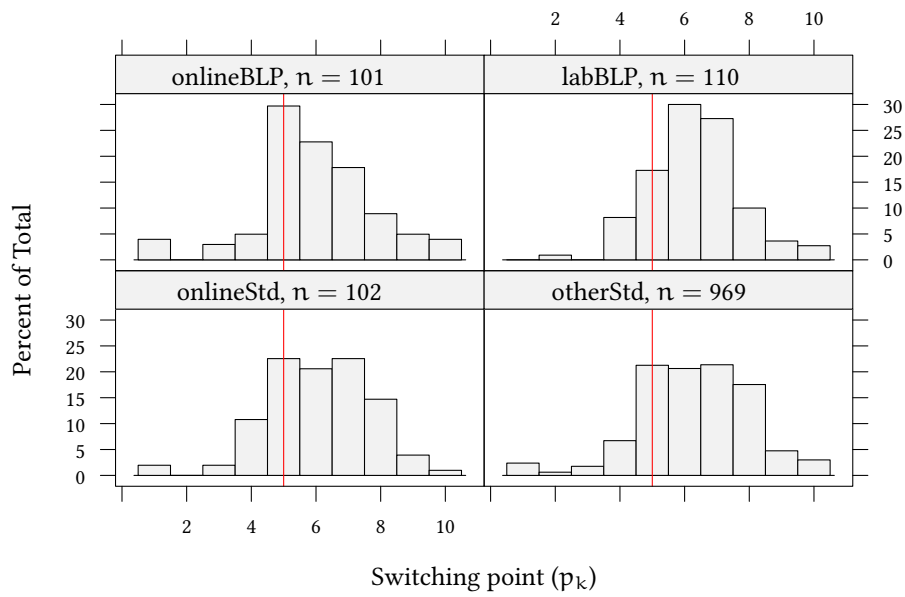 2 4 6 8 10
onlineBLP, n = 101
labBLP, n = 110
30
25
20
15
10
5
0
Percent of Total
onlineStd, n = 102
otherStd, n = 969
30
25
20
15
10
5
0
2 4 6 8 10
Switching point (pₖ)